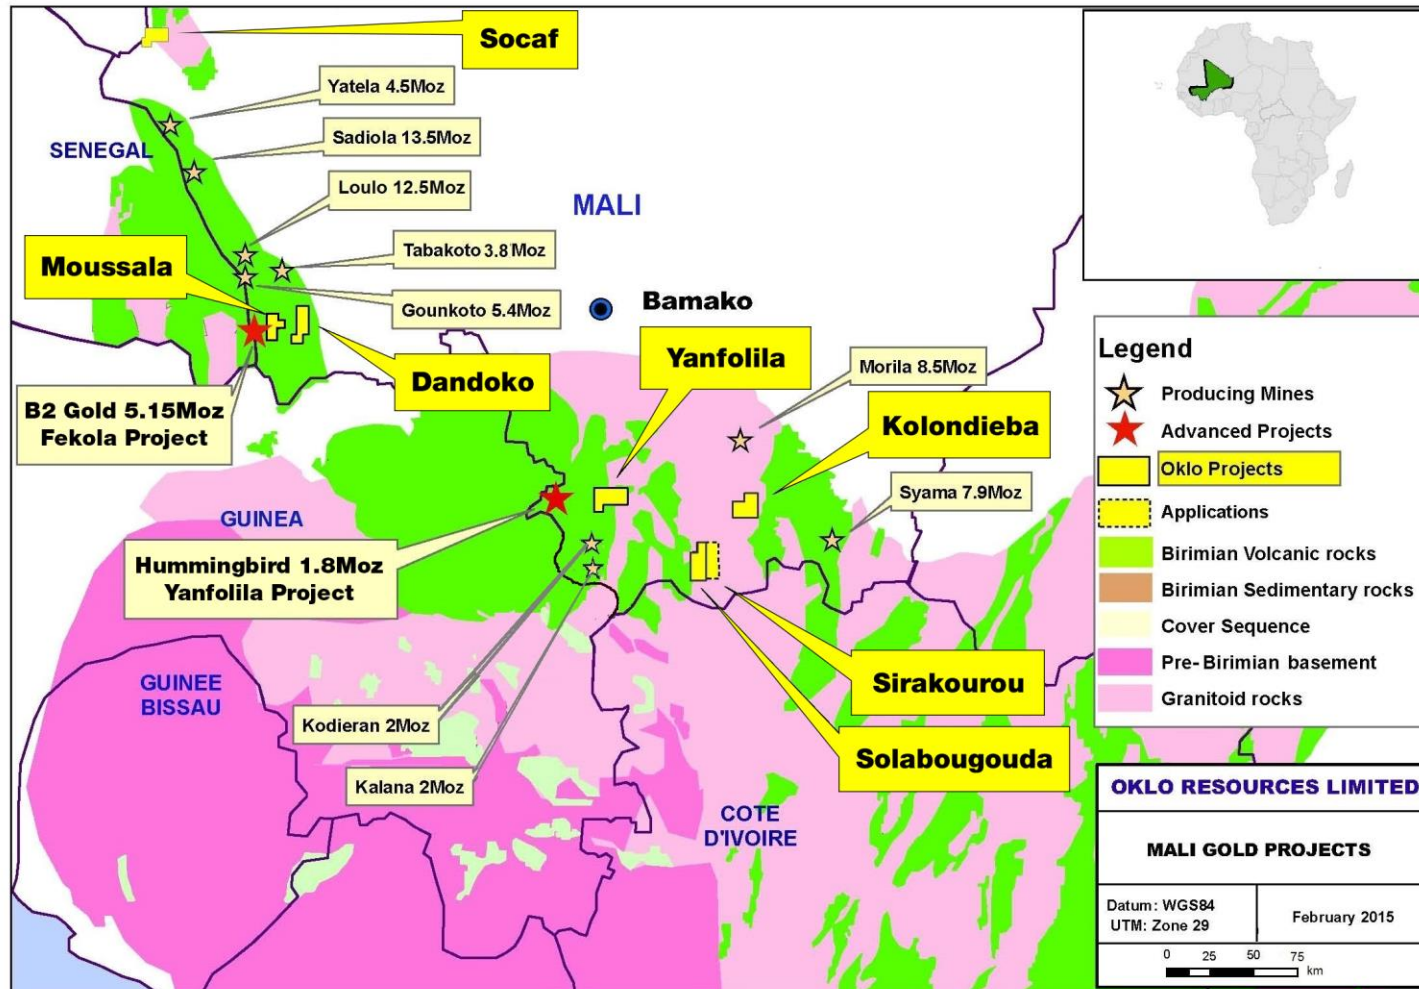 Socaf
Yatela 4.5Moz
Sadiola 13.5Moz
SENEGAL
Loulo 12.5Moz
MALI
Tabakoto 3.8Moz
Moussala
Gounkoto 5.4Moz
Bamako
Yanfolila
Dandoko
Morila 8.5Moz
B2 Gold 5.15Moz
Fekola Project
Kolondieba
Syama 7.9Moz
GUINEA
Hummingbird 1.8Moz
Yanfolila Project
GUINEE
BISSAU
Sirakourou
Kodieran 2Moz
Solabougouda
Kalana 2Moz
COTE
D'IVOIRE
Legend
Producing Mines
Advanced Projects
Oklo Projects
Applications
Birimian Volcanic rocks
Birimian Sedimentary rocks
Cover Sequence
Pre-Birimian basement
Granitoid rocks
OKLO RESOURCES LIMITED
MALI GOLD PROJECTS
Datum: WGS84
UTM: Zone 29
February 2015
0 25 50 75
km